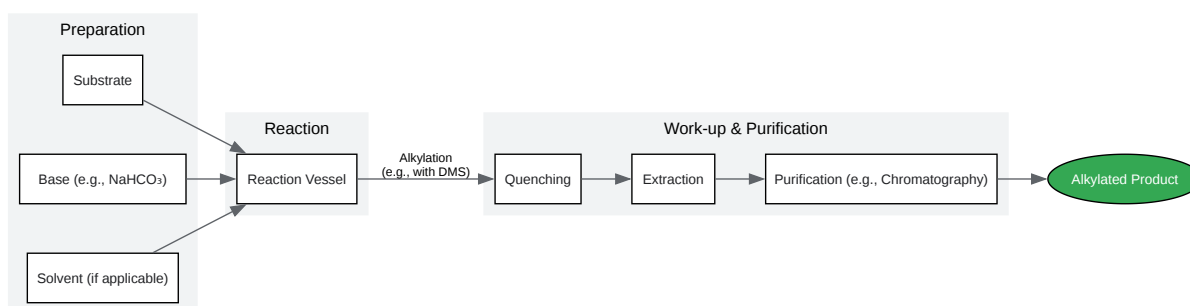 Preparation
Substrate
Base (e.g., NaHCO₃)
Solvent (if applicable)
Reaction
Reaction Vessel
Alkylation
(e.g., with DMS)
Work-up & Purification
Quenching
Extraction
Purification (e.g., Chromatography)
Alkylated Product